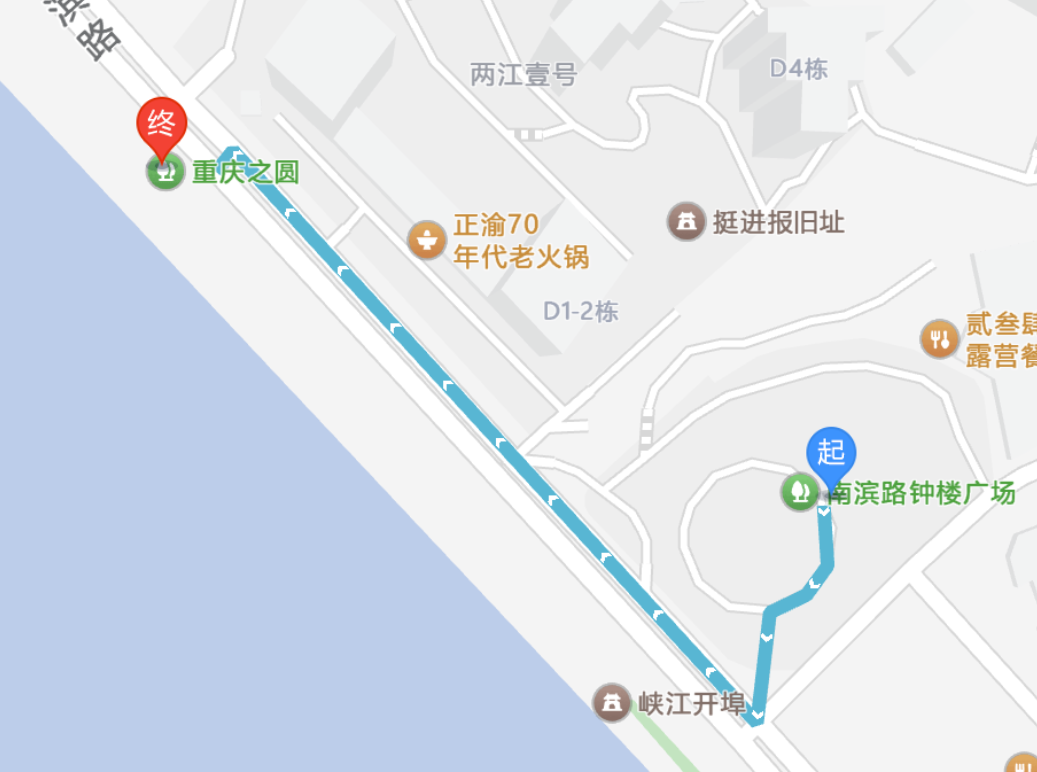 滨
路
两江壹号
D4栋
终
重庆之圆
正渝70
年代老火锅
挺进报旧址
D1-2栋
贰叁肆
露营餐
起
南滨路钟楼广场
峡江开埠